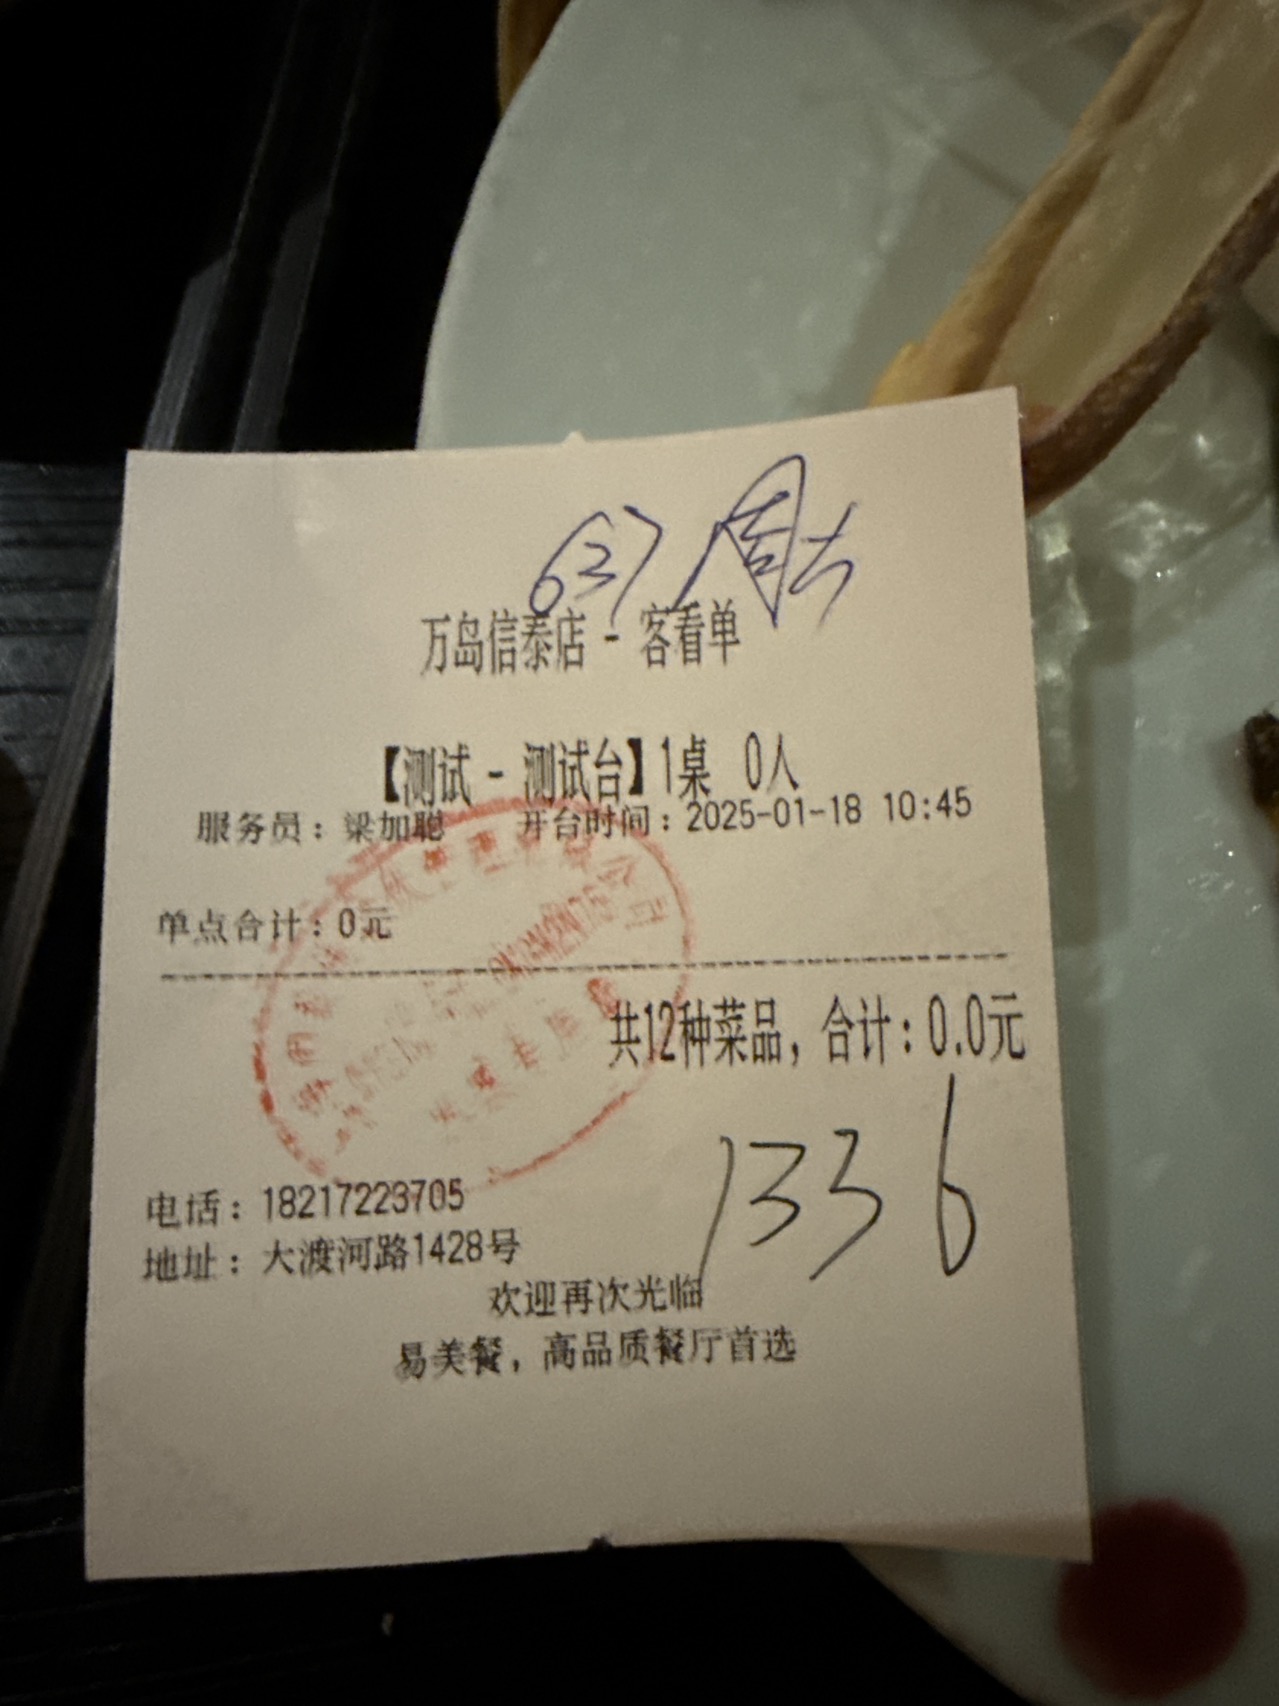 637 周
万岛信泰店 - 客看单
【测试 - 测试台】1桌 0人
服务员：梁加聪 开台时间：2025-01-18 10:45
单点合计：0元
共12种菜品，合计：0.0元
1336
电话：18217223705
地址：大渡河路1428号
欢迎再次光临
易美餐，高品质餐厅首选